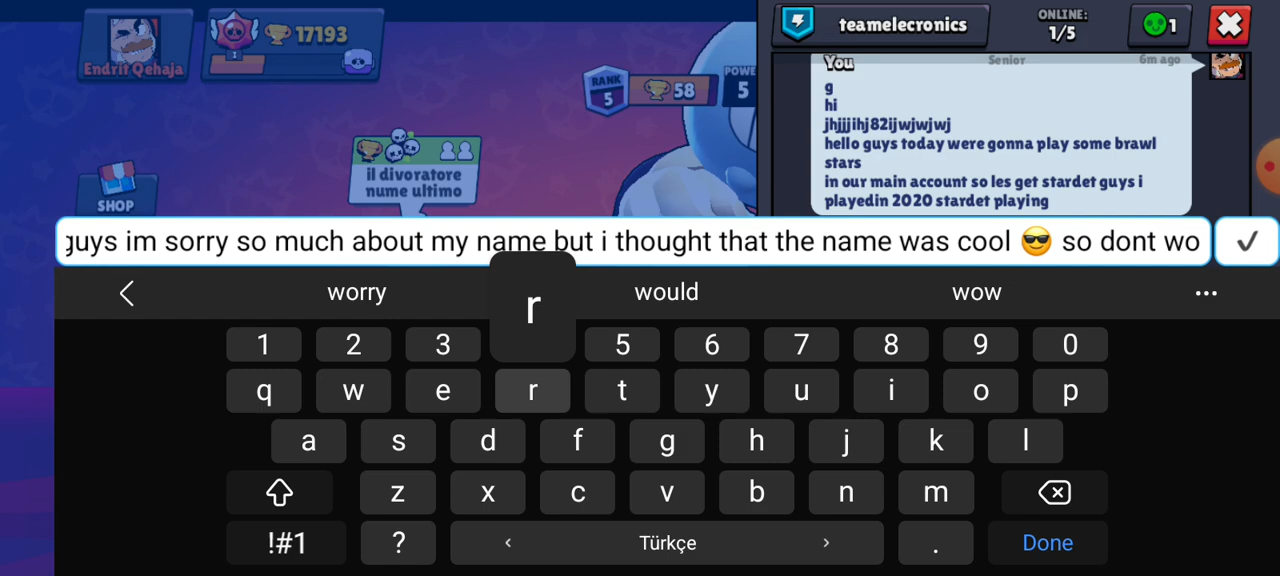 Endrit Qehaja
I
17193
RANK
5
58
POWE
5
teamelecronics
ONLINE:
1/5
1
You
Senior
6m ago
g
hi
jhjjjihj82ijwjwjwj
hello guys today were gonna play some brawl
stars
in our main account so les get stardet guys i
playedin 2020 stardet playing
il divoratore
nume ultimo
SHOP
guys im sorry so much about my name but i thought that the name was cool 😎 so dont wo
worry
would
wow
r
1 2 3 5 6 7 8 9 0
q w e r t y u i o p
a s d f g h j k l
z x c v b n m
!#1 ? < Türkçe > . Done